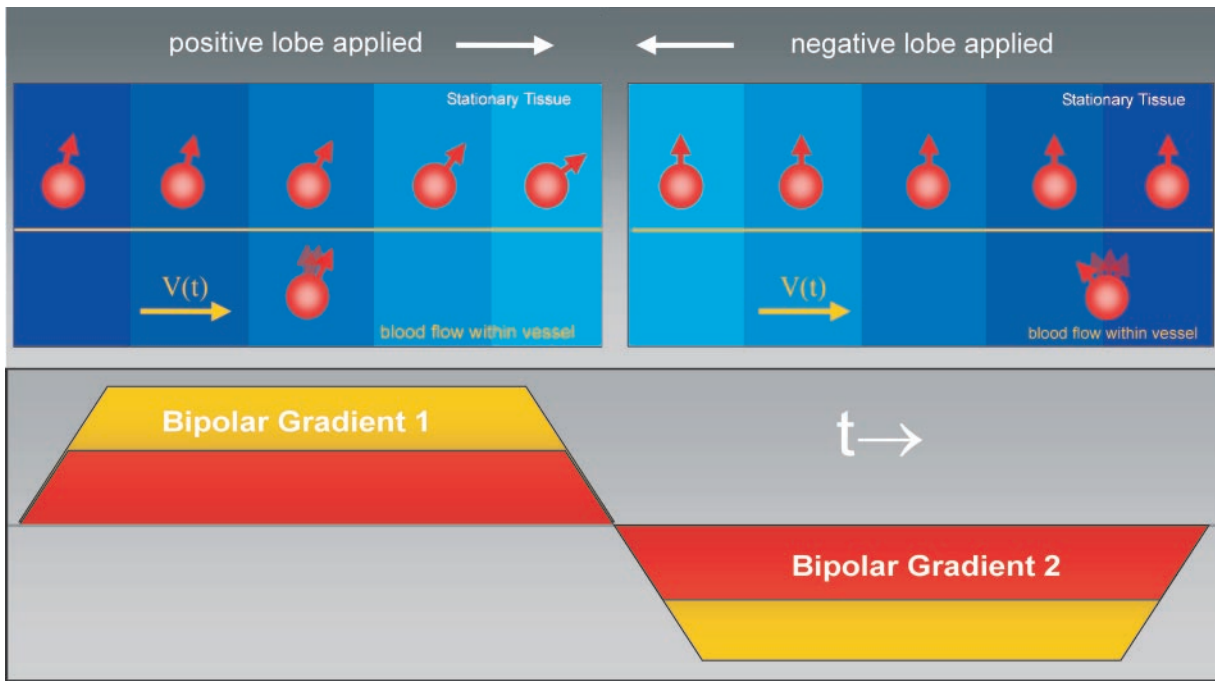 positive lobe applied
negative lobe applied
Stationary Tissue
Stationary Tissue
V(t)
blood flow within vessel
V(t)
blood flow within vessel
Bipolar Gradient 1
t→
Bipolar Gradient 2